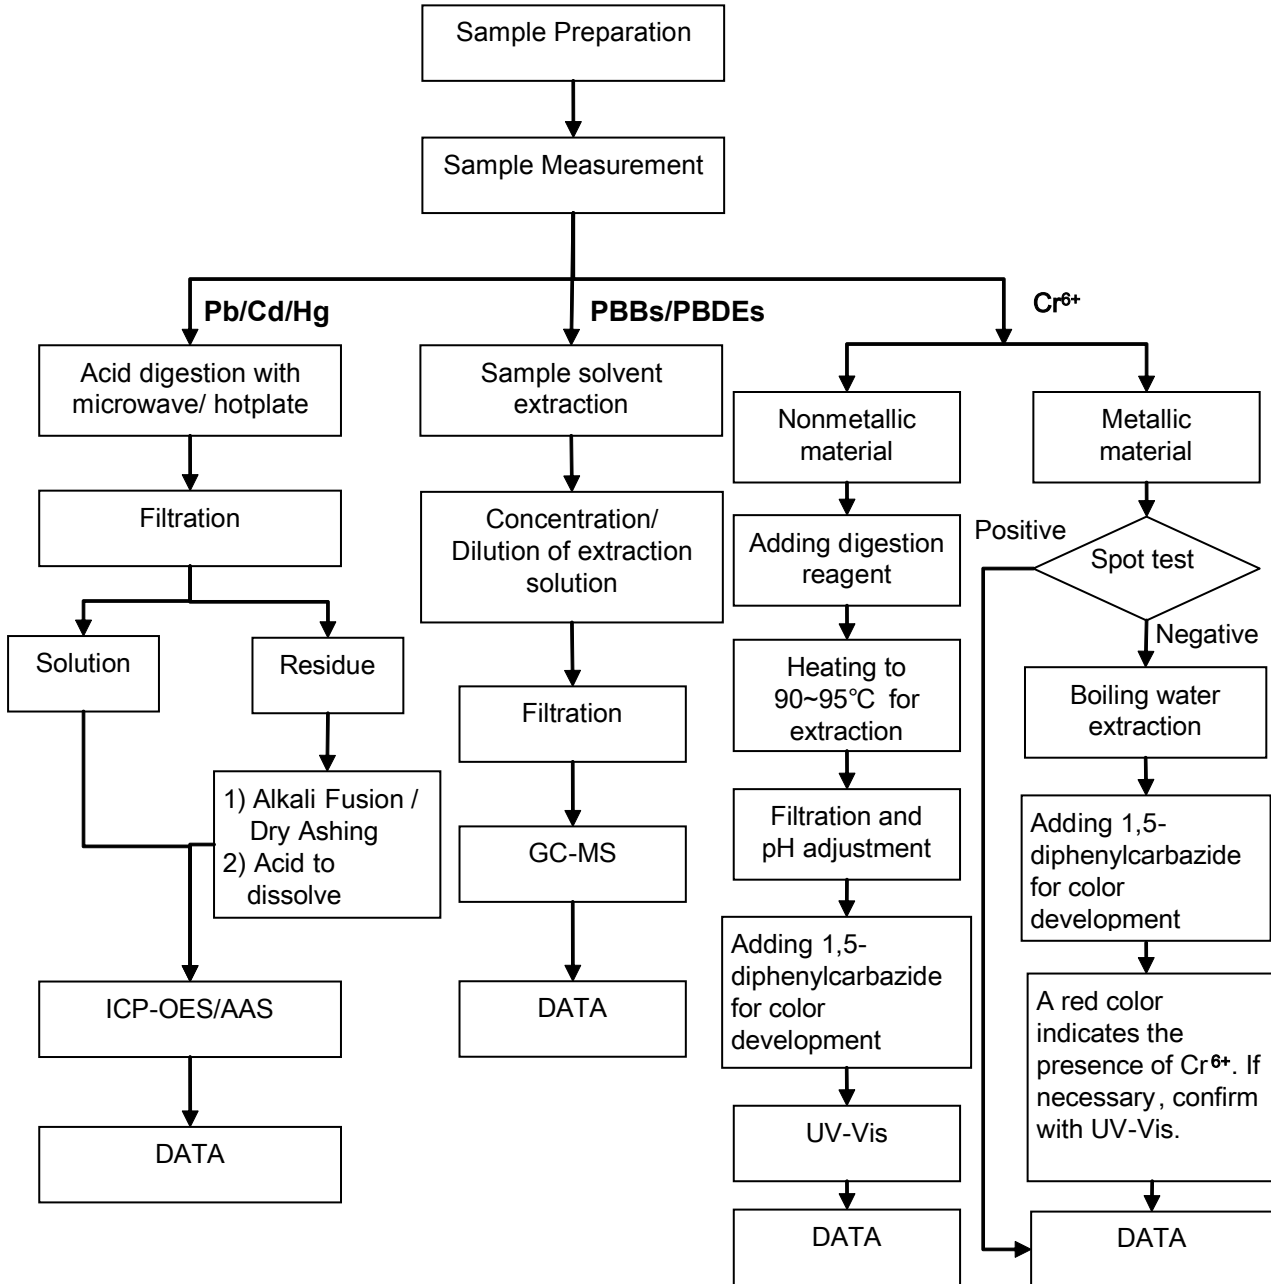 Sample Preparation
Sample Measurement
Pb/Cd/Hg
PBBs/PBDEs
Cr⁶⁺
Acid digestion with
microwave/ hotplate
Filtration
Solution
Residue
1) Alkali Fusion /
Dry Ashing
2) Acid to
dissolve
ICP-OES/AAS
DATA
Sample solvent
extraction
Concentration/
Dilution of extraction
solution
Filtration
GC-MS
DATA
Nonmetallic
material
Adding digestion
reagent
Heating to
90~95℃ for
extraction
Filtration and
pH adjustment
Adding 1,5-
diphenylcarbazide
for color
development
UV-Vis
DATA
Metallic
material
Positive
Spot test
Negative
Boiling water
extraction
Adding 1,5-
diphenylcarbazide
for color
development
A red color
indicates the
presence of Cr⁶⁺. If
necessary, confirm
with UV-Vis.
DATA